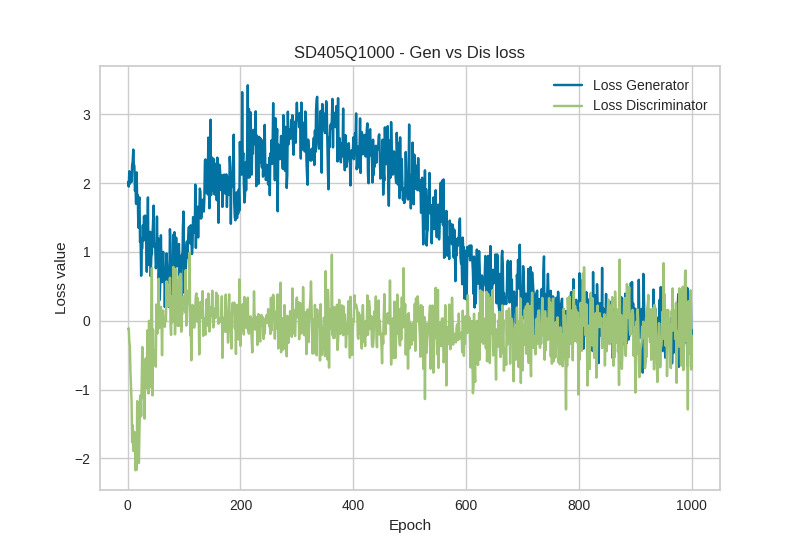 SD405Q1000 - Gen vs Dis loss
Loss Generator
Loss Discriminator
3
2
1
0
−1
−2
Loss value
0 200 400 600 800 1000
Epoch